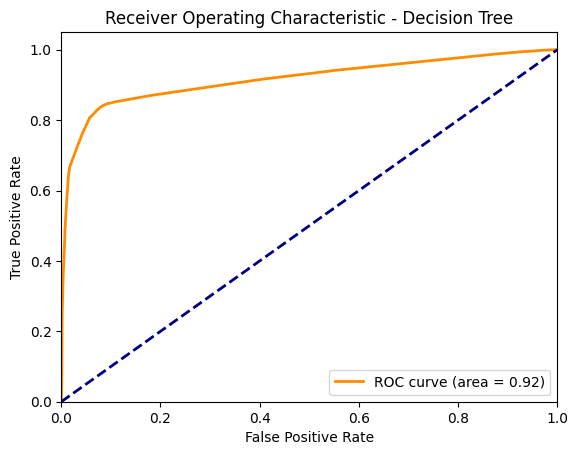 Receiver Operating Characteristic - Decision Tree
True Positive Rate
1.0
0.8
0.6
0.4
0.2
0.0
0.0 0.2 0.4 0.6 0.8 1.0
False Positive Rate
ROC curve (area = 0.92)